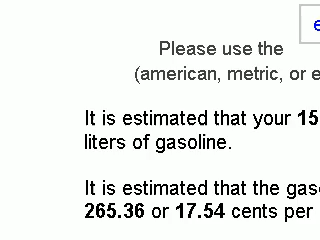 e
Please use the
(american, metric, or e
It is estimated that your 15
liters of gasoline.
It is estimated that the gas
265.36 or 17.54 cents per